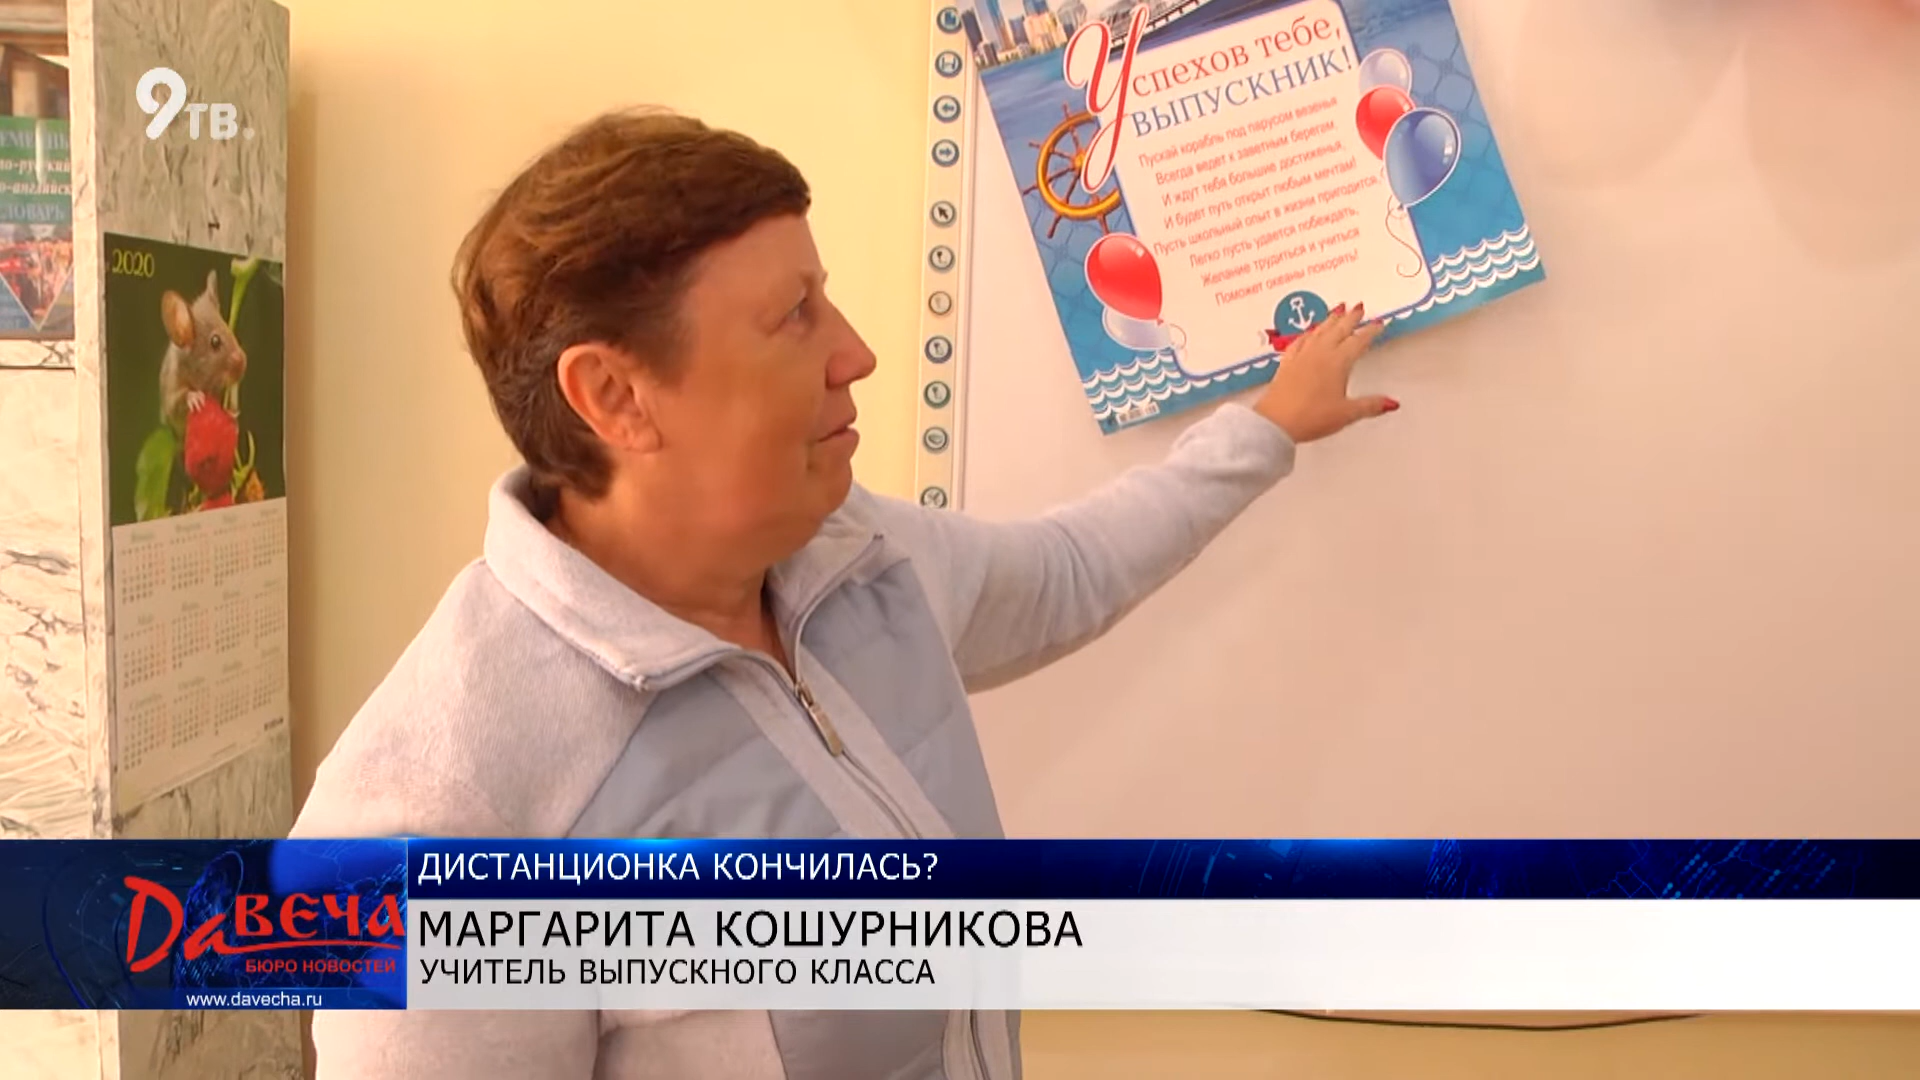 9ТВ.
СЛОВАРЬ
2020
Успехов тебе,
ВЫПУСКНИК!
Пускай корабль под парусом везенья
Всегда ведет к заветным берегам.
И ждут тебя большие достиженья,
И будет путь открыт любым мечтам!
Пусть школьный опыт в жизни пригодится,
Легко пусть удается побеждать,
Желание трудиться и учиться
Поможет океаны покорять!
ДИСТАНЦИОНКА КОНЧИЛАСЬ?
ДаВЕЧА
БЮРО НОВОСТЕЙ
www.davecha.ru
МАРГАРИТА КОШУРНИКОВА
УЧИТЕЛЬ ВЫПУСКНОГО КЛАССА